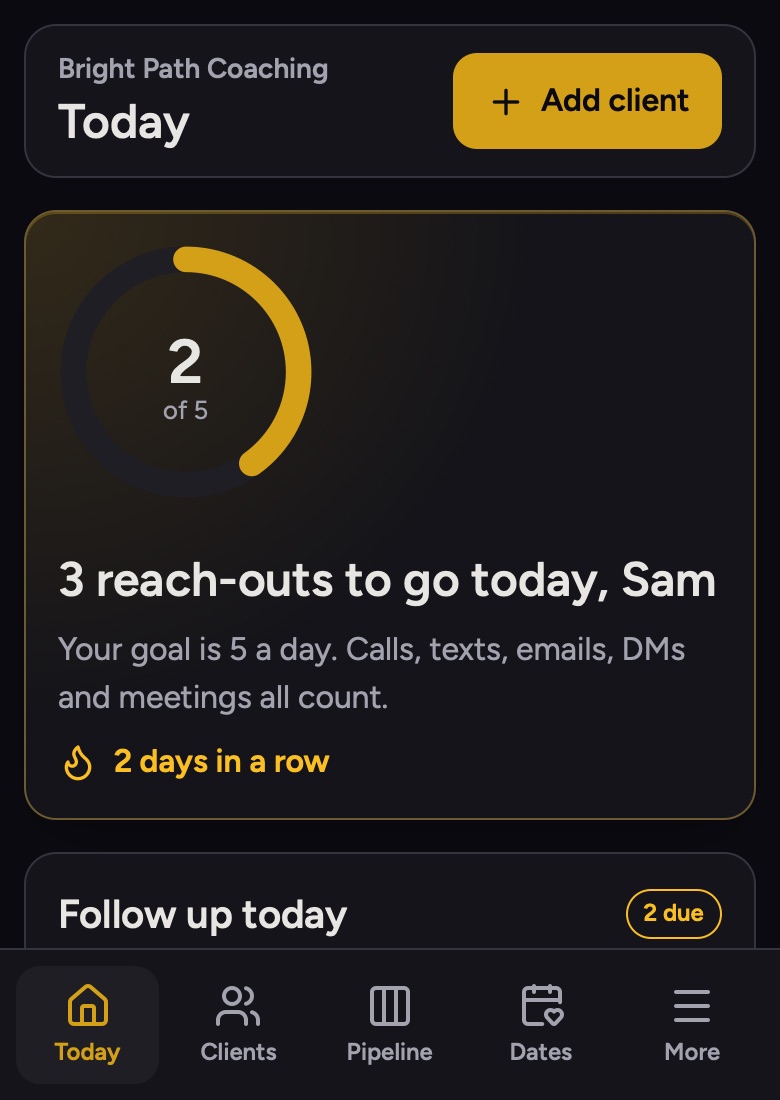 Bright Path Coaching
Today
+ Add client
2
of 5
3 reach-outs to go today, Sam
Your goal is 5 a day. Calls, texts, emails, DMs
and meetings all count.
2 days in a row
Follow up today
2 due
Today
Clients
Pipeline
Dates
More